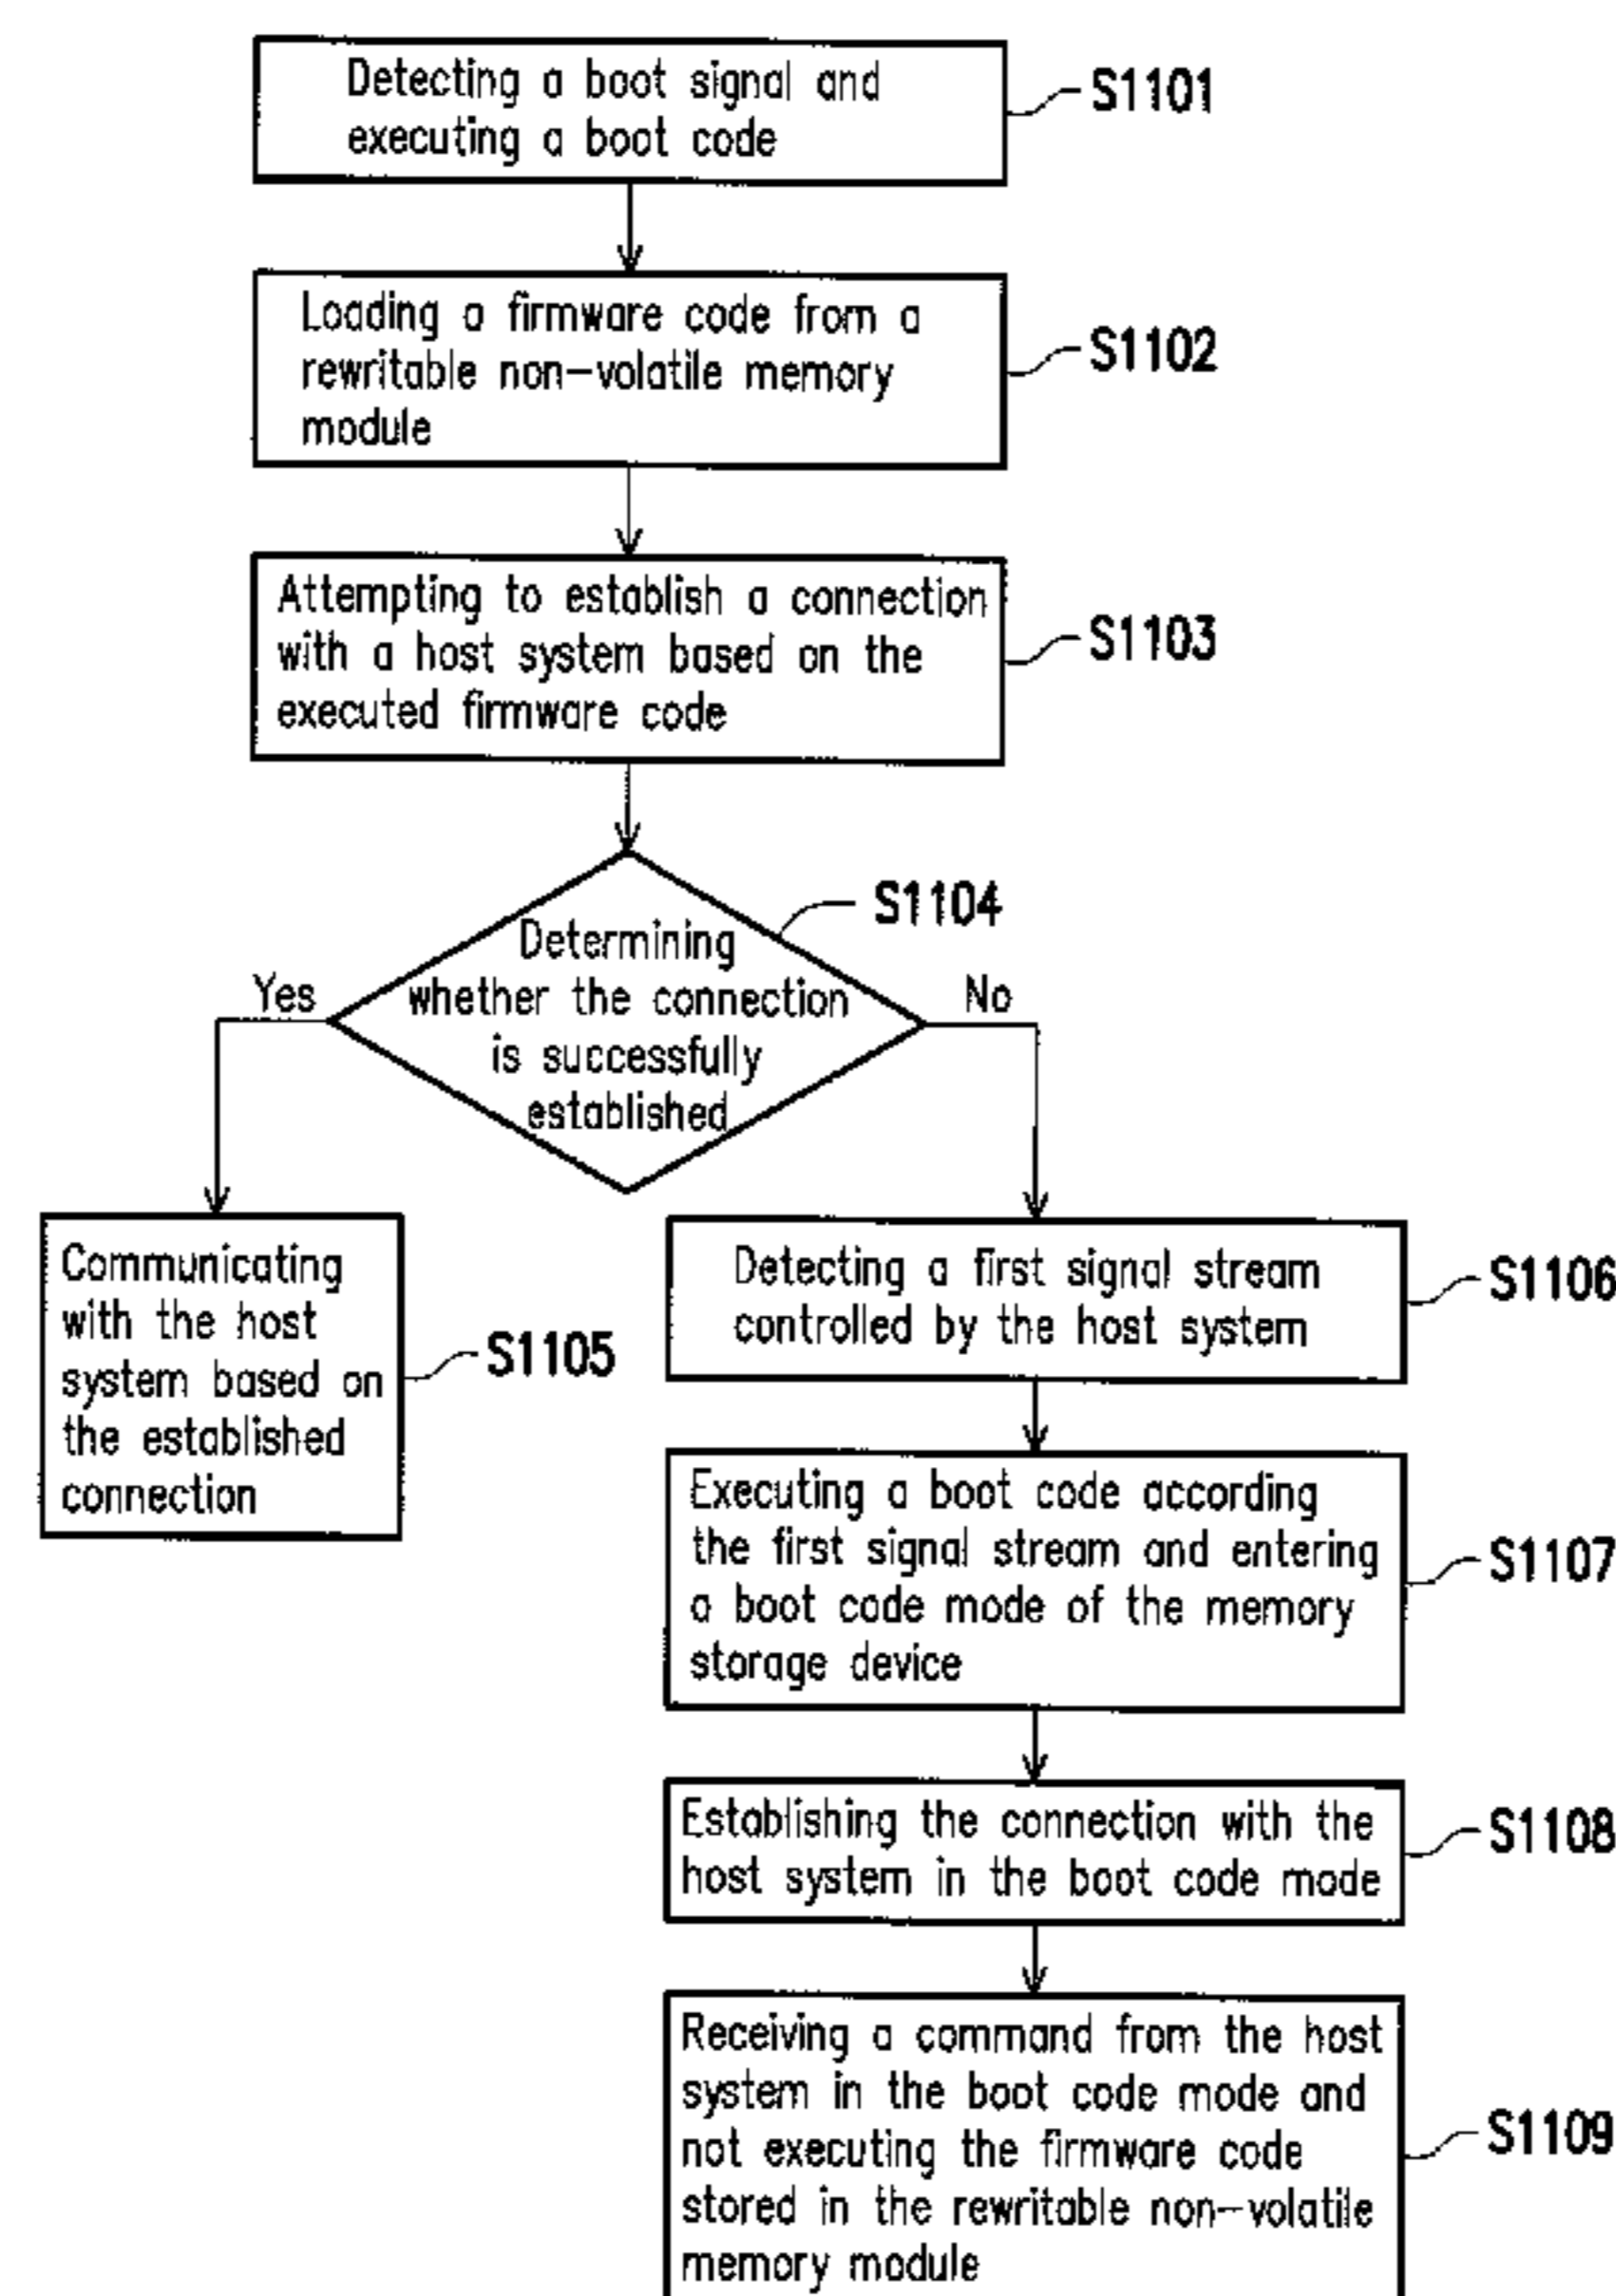 Detecting a boot signal and
executing a boot code
S1101
Loading a firmware code from a
rewritable non-volatile memory
module
S1102
Attempting to establish a connection
with a host system based on the
executed firmware code
S1103
S1104
Determining
whether the connection
is successfully
established
Yes
No
Communicating
with the host
system based on
the established
connection
S1105
Detecting a first signal stream
controlled by the host system
S1106
Executing a boot code according
the first signal stream and entering
a boot code mode of the memory
storage device
S1107
Establishing the connection with the
host system in the boot code mode
S1108
Receiving a command from the host
system in the boot code mode and
not executing the firmware code
stored in the rewritable non-volatile
memory module
S1109